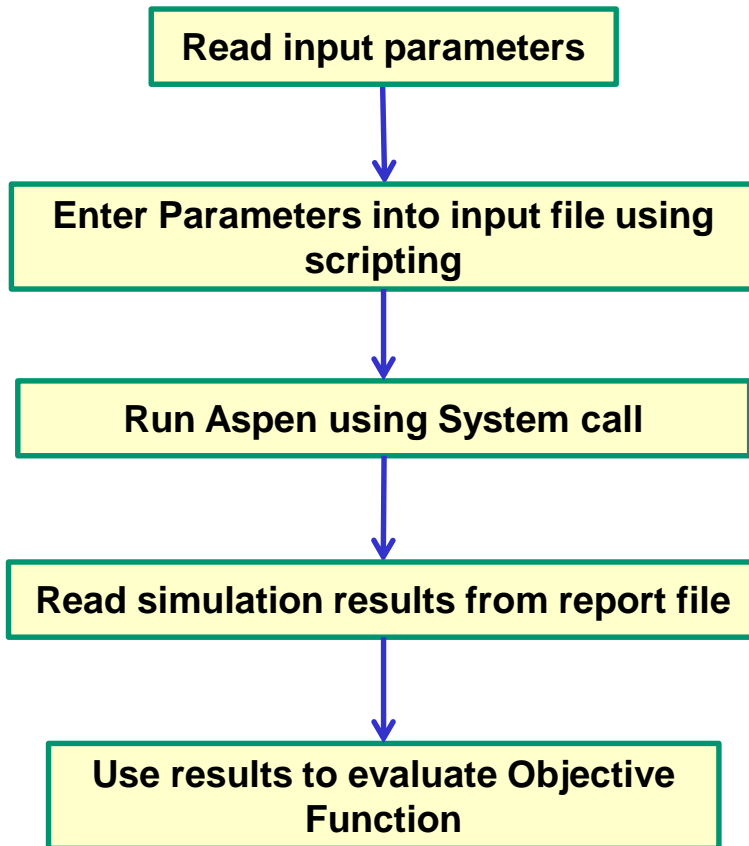 Read input parameters
Enter Parameters into input file using
scripting
Run Aspen using System call
Read simulation results from report file
Use results to evaluate Objective
Function